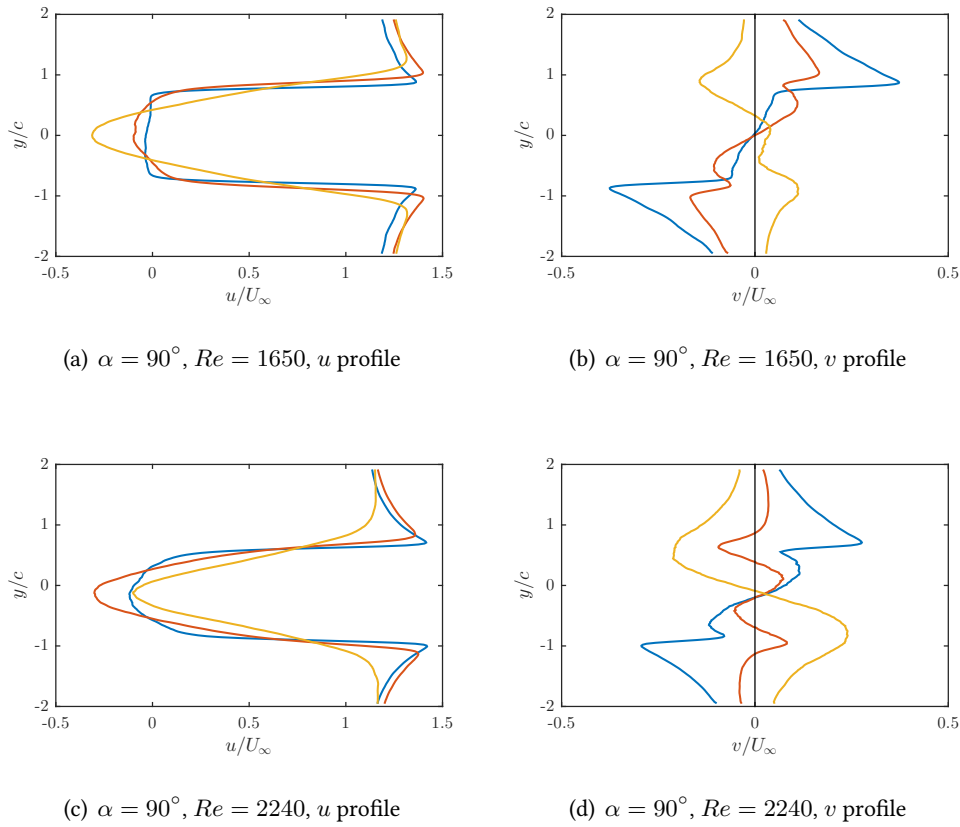 2
1
0
-1
-2
y/c
-0.5 0 0.5 1 1.5
u/U∞
2
1
0
-1
-2
y/c
-0.5 0 0.5
v/U∞
(a) α = 90°, Re = 1650, u profile
(b) α = 90°, Re = 1650, v profile
2
1
0
-1
-2
y/c
-0.5 0 0.5 1 1.5
u/U∞
2
1
0
-1
-2
y/c
-0.5 0 0.5
v/U∞
(c) α = 90°, Re = 2240, u profile
(d) α = 90°, Re = 2240, v profile